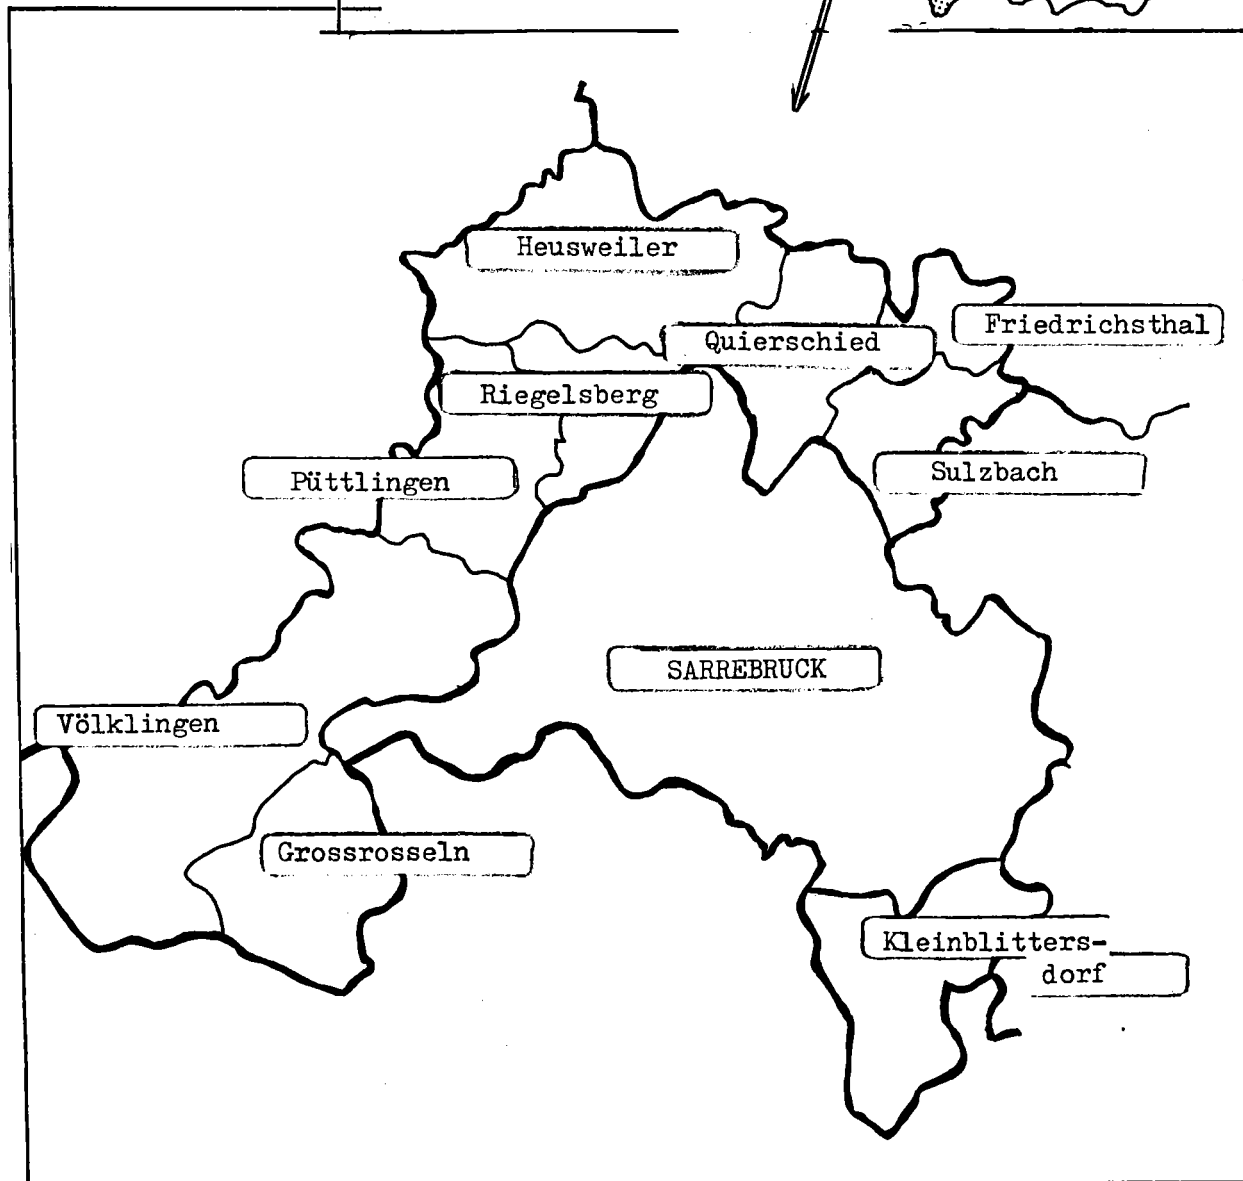 Heusweiler
Friedrichsthal
Quierschied
Riegelsberg
Püttlingen
Sulzbach
SARREBRUCK
Völklingen
Grossrosseln
Kleinblitters-
dorf